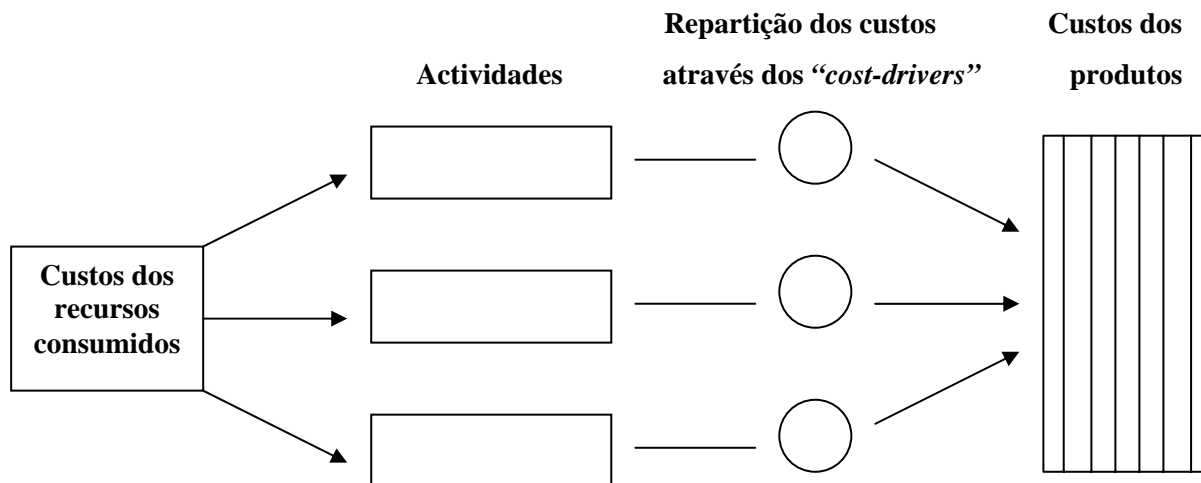 Repartição dos custos
Custos dos
Actividades
através dos “cost-drivers”
produtos
Custos dos
recursos
consumidos